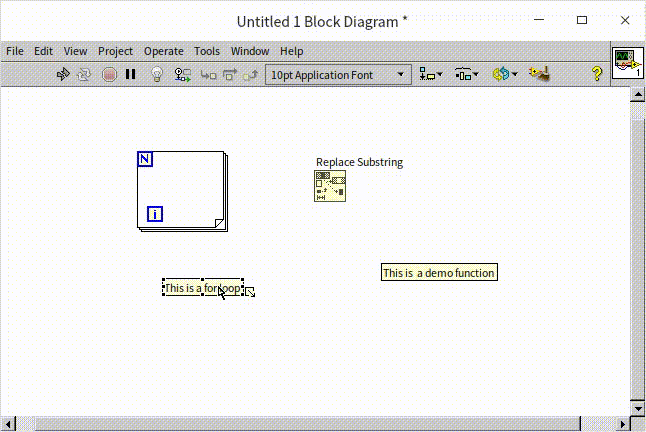 Untitled 1 Block Diagram *
File Edit View Project Operate Tools Window Help
10pt Application Font
?
1
N
i
Replace Substring
This is a demo function
This is a for loop